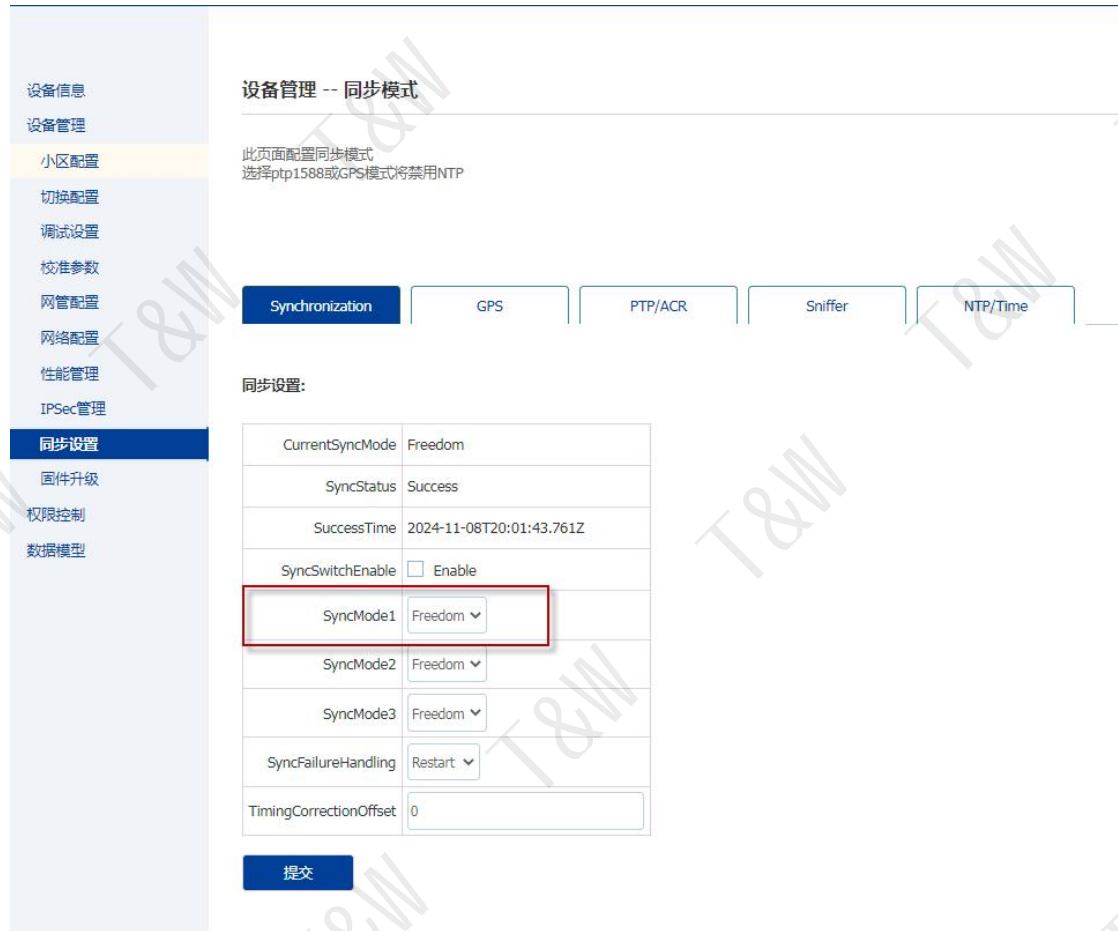 设备信息
设备管理
小区配置
切换配置
调试设置
校准参数
网管配置
网络配置
性能管理
IPSec管理
同步设置
固件升级
权限控制
数据模型
设备管理 -- 同步模式
此页面配置同步模式
选择ptp1588或GPS模式将禁用NTP
Synchronization GPS PTP/ACR Sniffer NTP/Time
同步设置:
CurrentSyncMode Freedom
SyncStatus Success
SuccessTime 2024-11-08T20:01:43.761Z
SyncSwitchEnable Enable
SyncMode1 Freedom
SyncMode2 Freedom
SyncMode3 Freedom
SyncFailureHandling Restart
TimingCorrectionOffset 0
提交
T&W
T&W
T&W
T&W
T&W
T&W
T&W